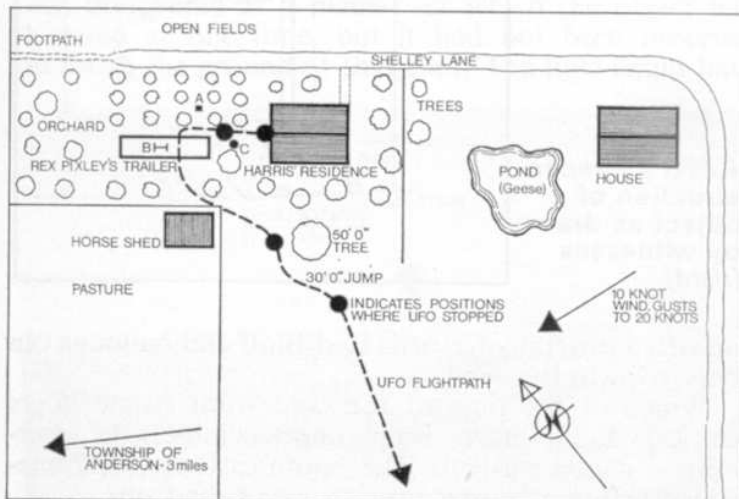 OPEN FIELDS
FOOTPATH
SHELLEY LANE
A
TREES
ORCHARD
B
C
REX PIXLEY'S TRAILER
HARRIS' RESIDENCE
POND
(Geese)
HOUSE
HORSE SHED
50' 0"
TREE
30' 0" JUMP
PASTURE
INDICATES POSITIONS
WHERE UFO STOPPED
10 KNOT
WIND. GUSTS
TO 20 KNOTS
UFO FLIGHTPATH
N
TOWNSHIP OF
ANDERSON-3 miles